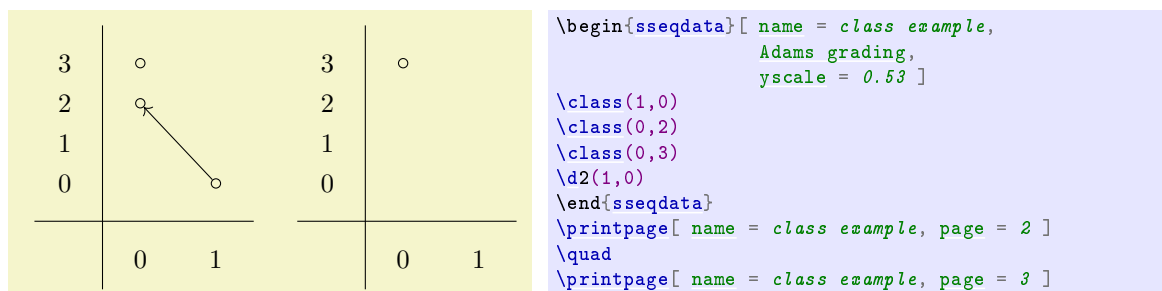 3 3
2 2
1 1
0 0
0 1 0 1
\begin{sseqdata}[ name = class example,
Adams grading,
yscale = 0.53 ]
\class(1,0)
\class(0,2)
\class(0,3)
\d2(1,0)
\end{sseqdata}
\printpage[ name = class example, page = 2 ]
\quad
\printpage[ name = class example, page = 3 ]